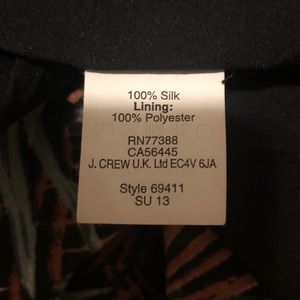 100% Silk
Lining:
100% Polyester
RN77388
CA56445
J. CREW U.K. Ltd EC4V 6JA
Style 69411
SU 13